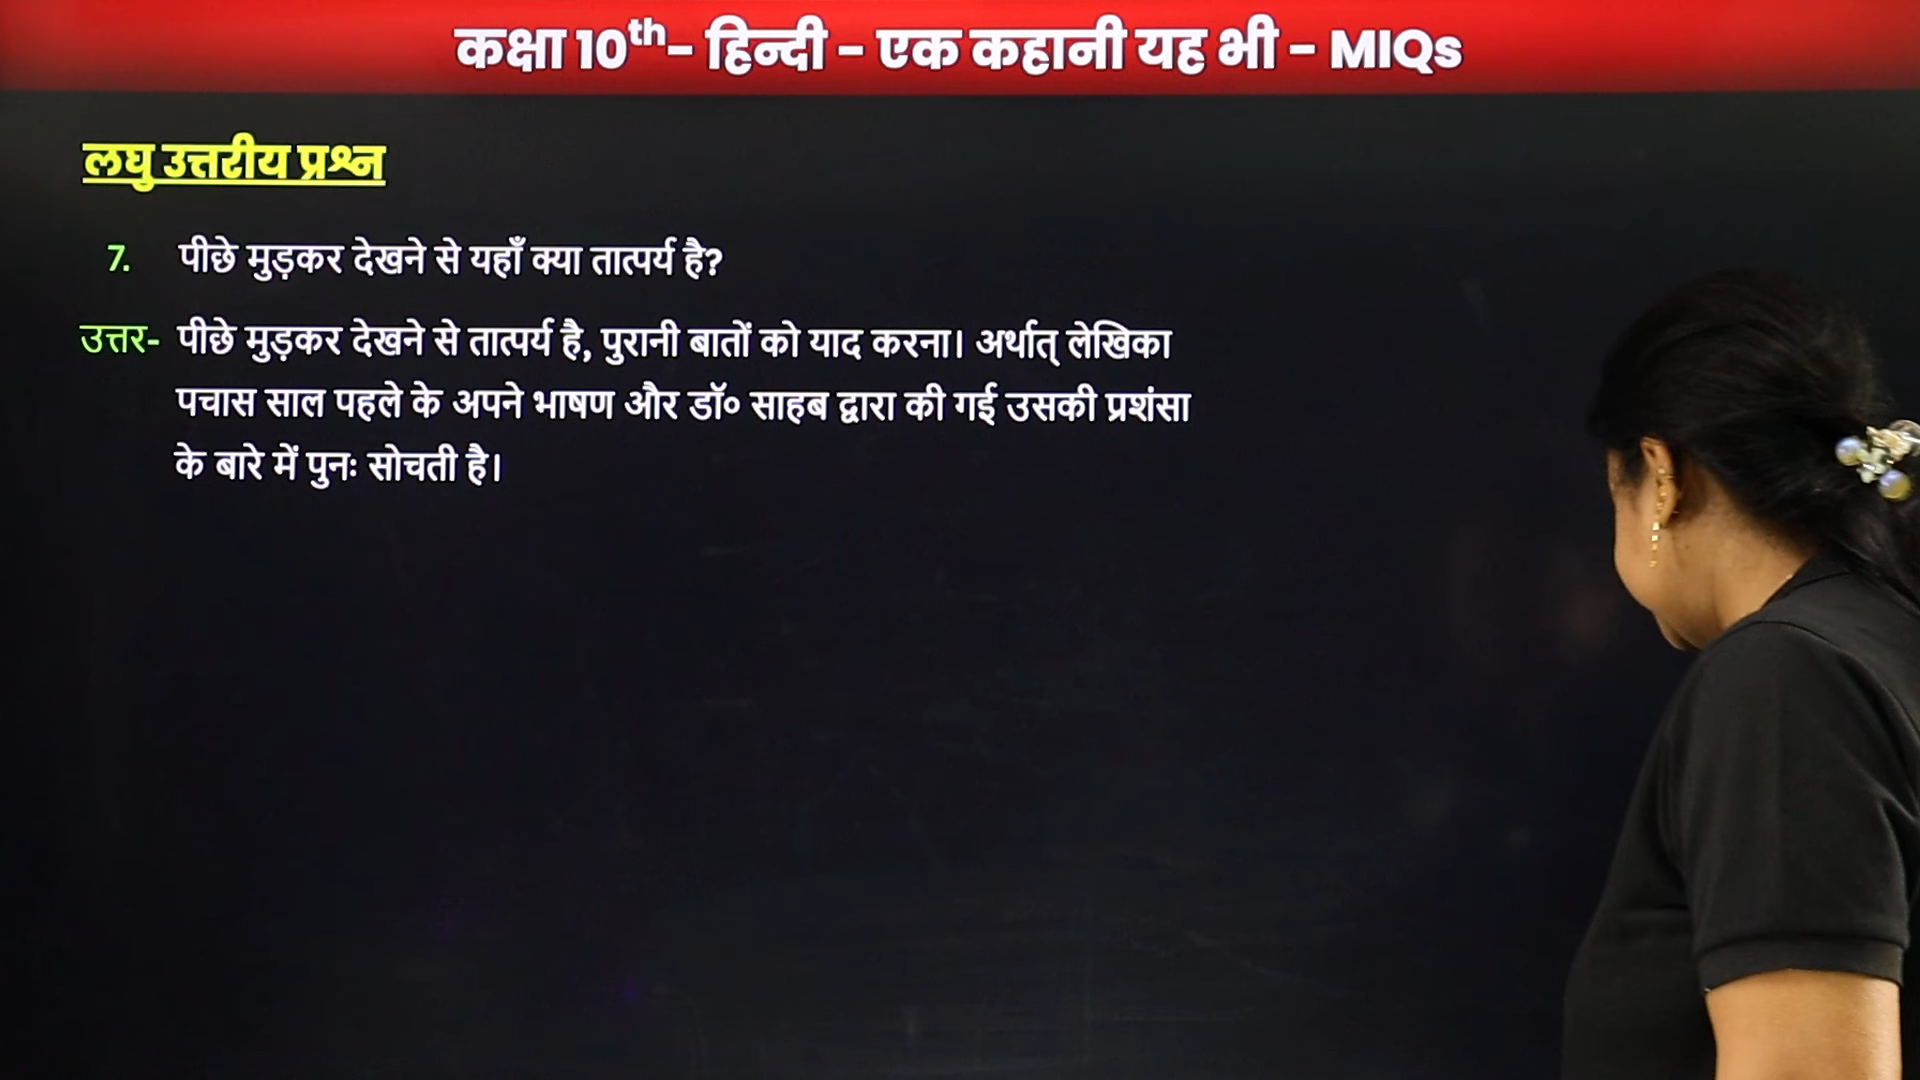 कक्षा 10th– हिन्दी – एक कहानी यह भी – MIQs
लघु उत्तरीय प्रश्न
7. पीछे मुड़कर देखने से यहाँ क्या तात्पर्य है?
उत्तर- पीछे मुड़कर देखने से तात्पर्य है, पुरानी बातों को याद करना। अर्थात् लेखिका
पचास साल पहले के अपने भाषण और डॉ० साहब द्वारा की गई उसकी प्रशंसा
के बारे में पुनः सोचती है।